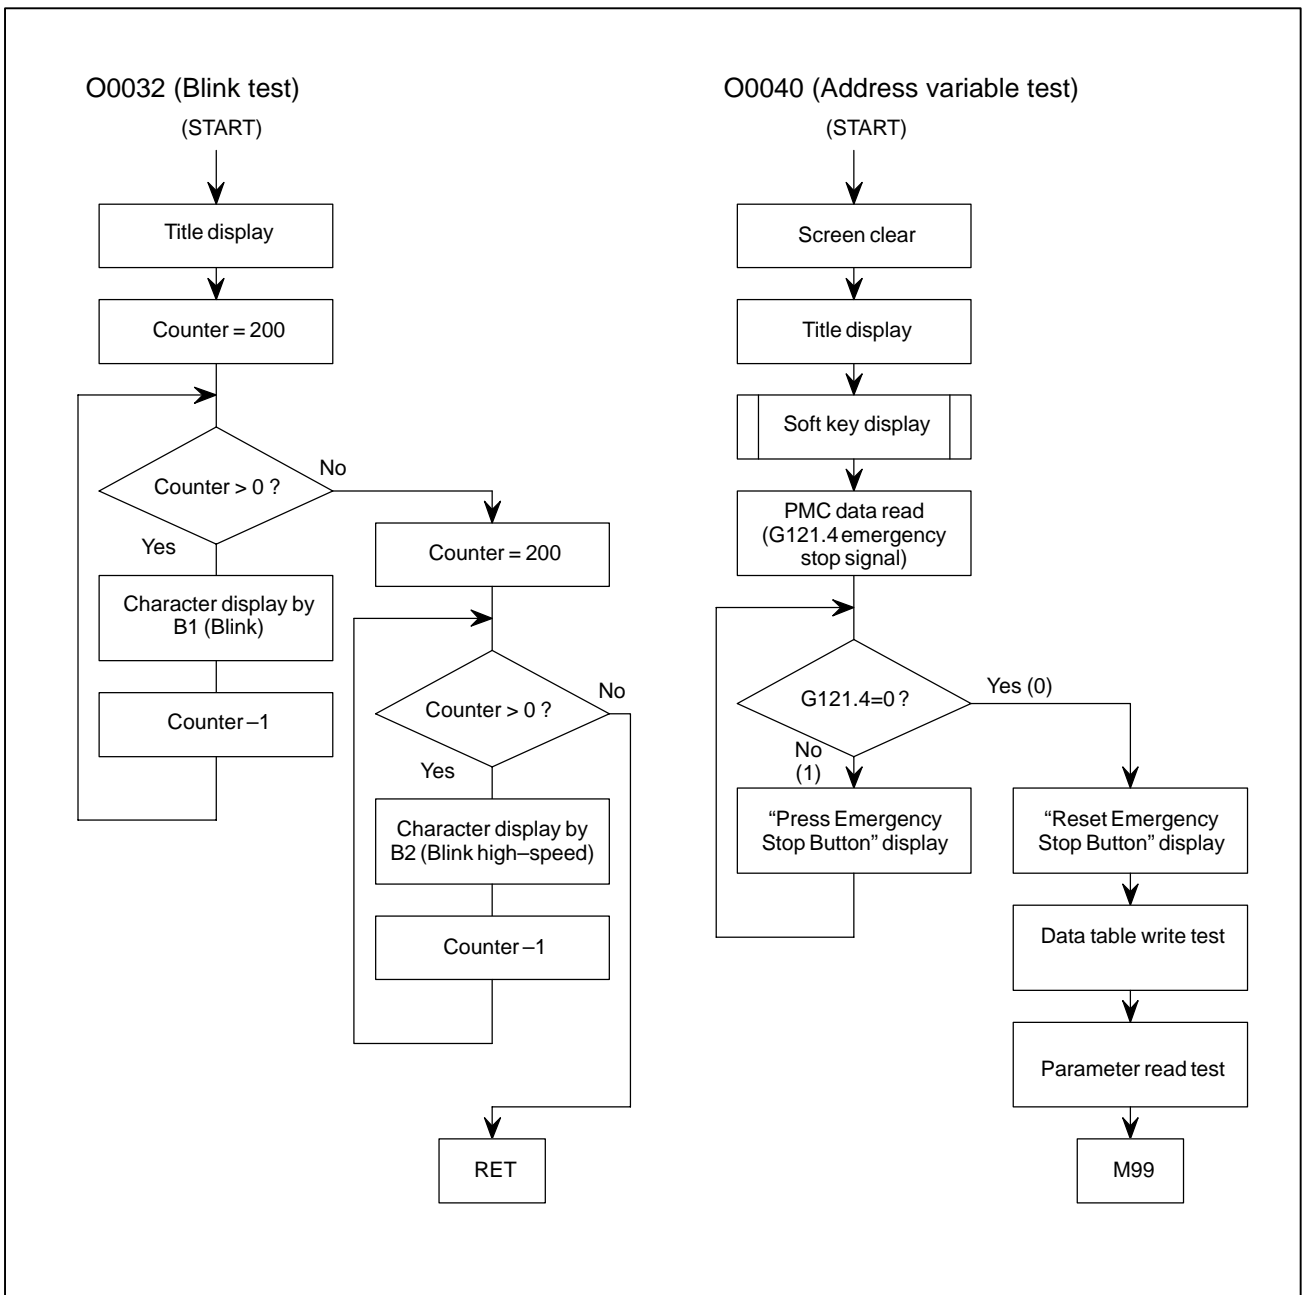 O0032 (Blink test)
(START)
Title display
Counter = 200
Counter > 0 ?
No
Yes
Character display by
B1 (Blink)
Counter –1
Counter = 200
Counter > 0 ?
No
Yes
Character display by
B2 (Blink high–speed)
Counter –1
RET
O0040 (Address variable test)
(START)
Screen clear
Title display
Soft key display
PMC data read
(G121.4 emergency
stop signal)
G121.4=0 ?
Yes (0)
No
(1)
“Press Emergency
Stop Button” display
“Reset Emergency
Stop Button” display
Data table write test
Parameter read test
M99